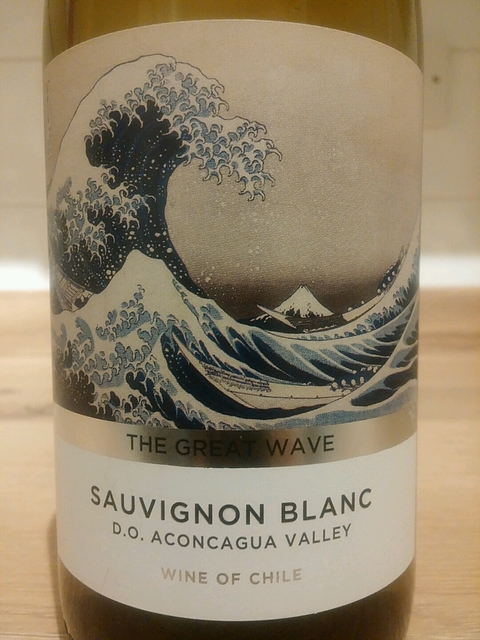 THE GREAT WAVE
SAUVIGNON BLANC
D.O. ACONCAGUA VALLEY
WINE OF CHILE